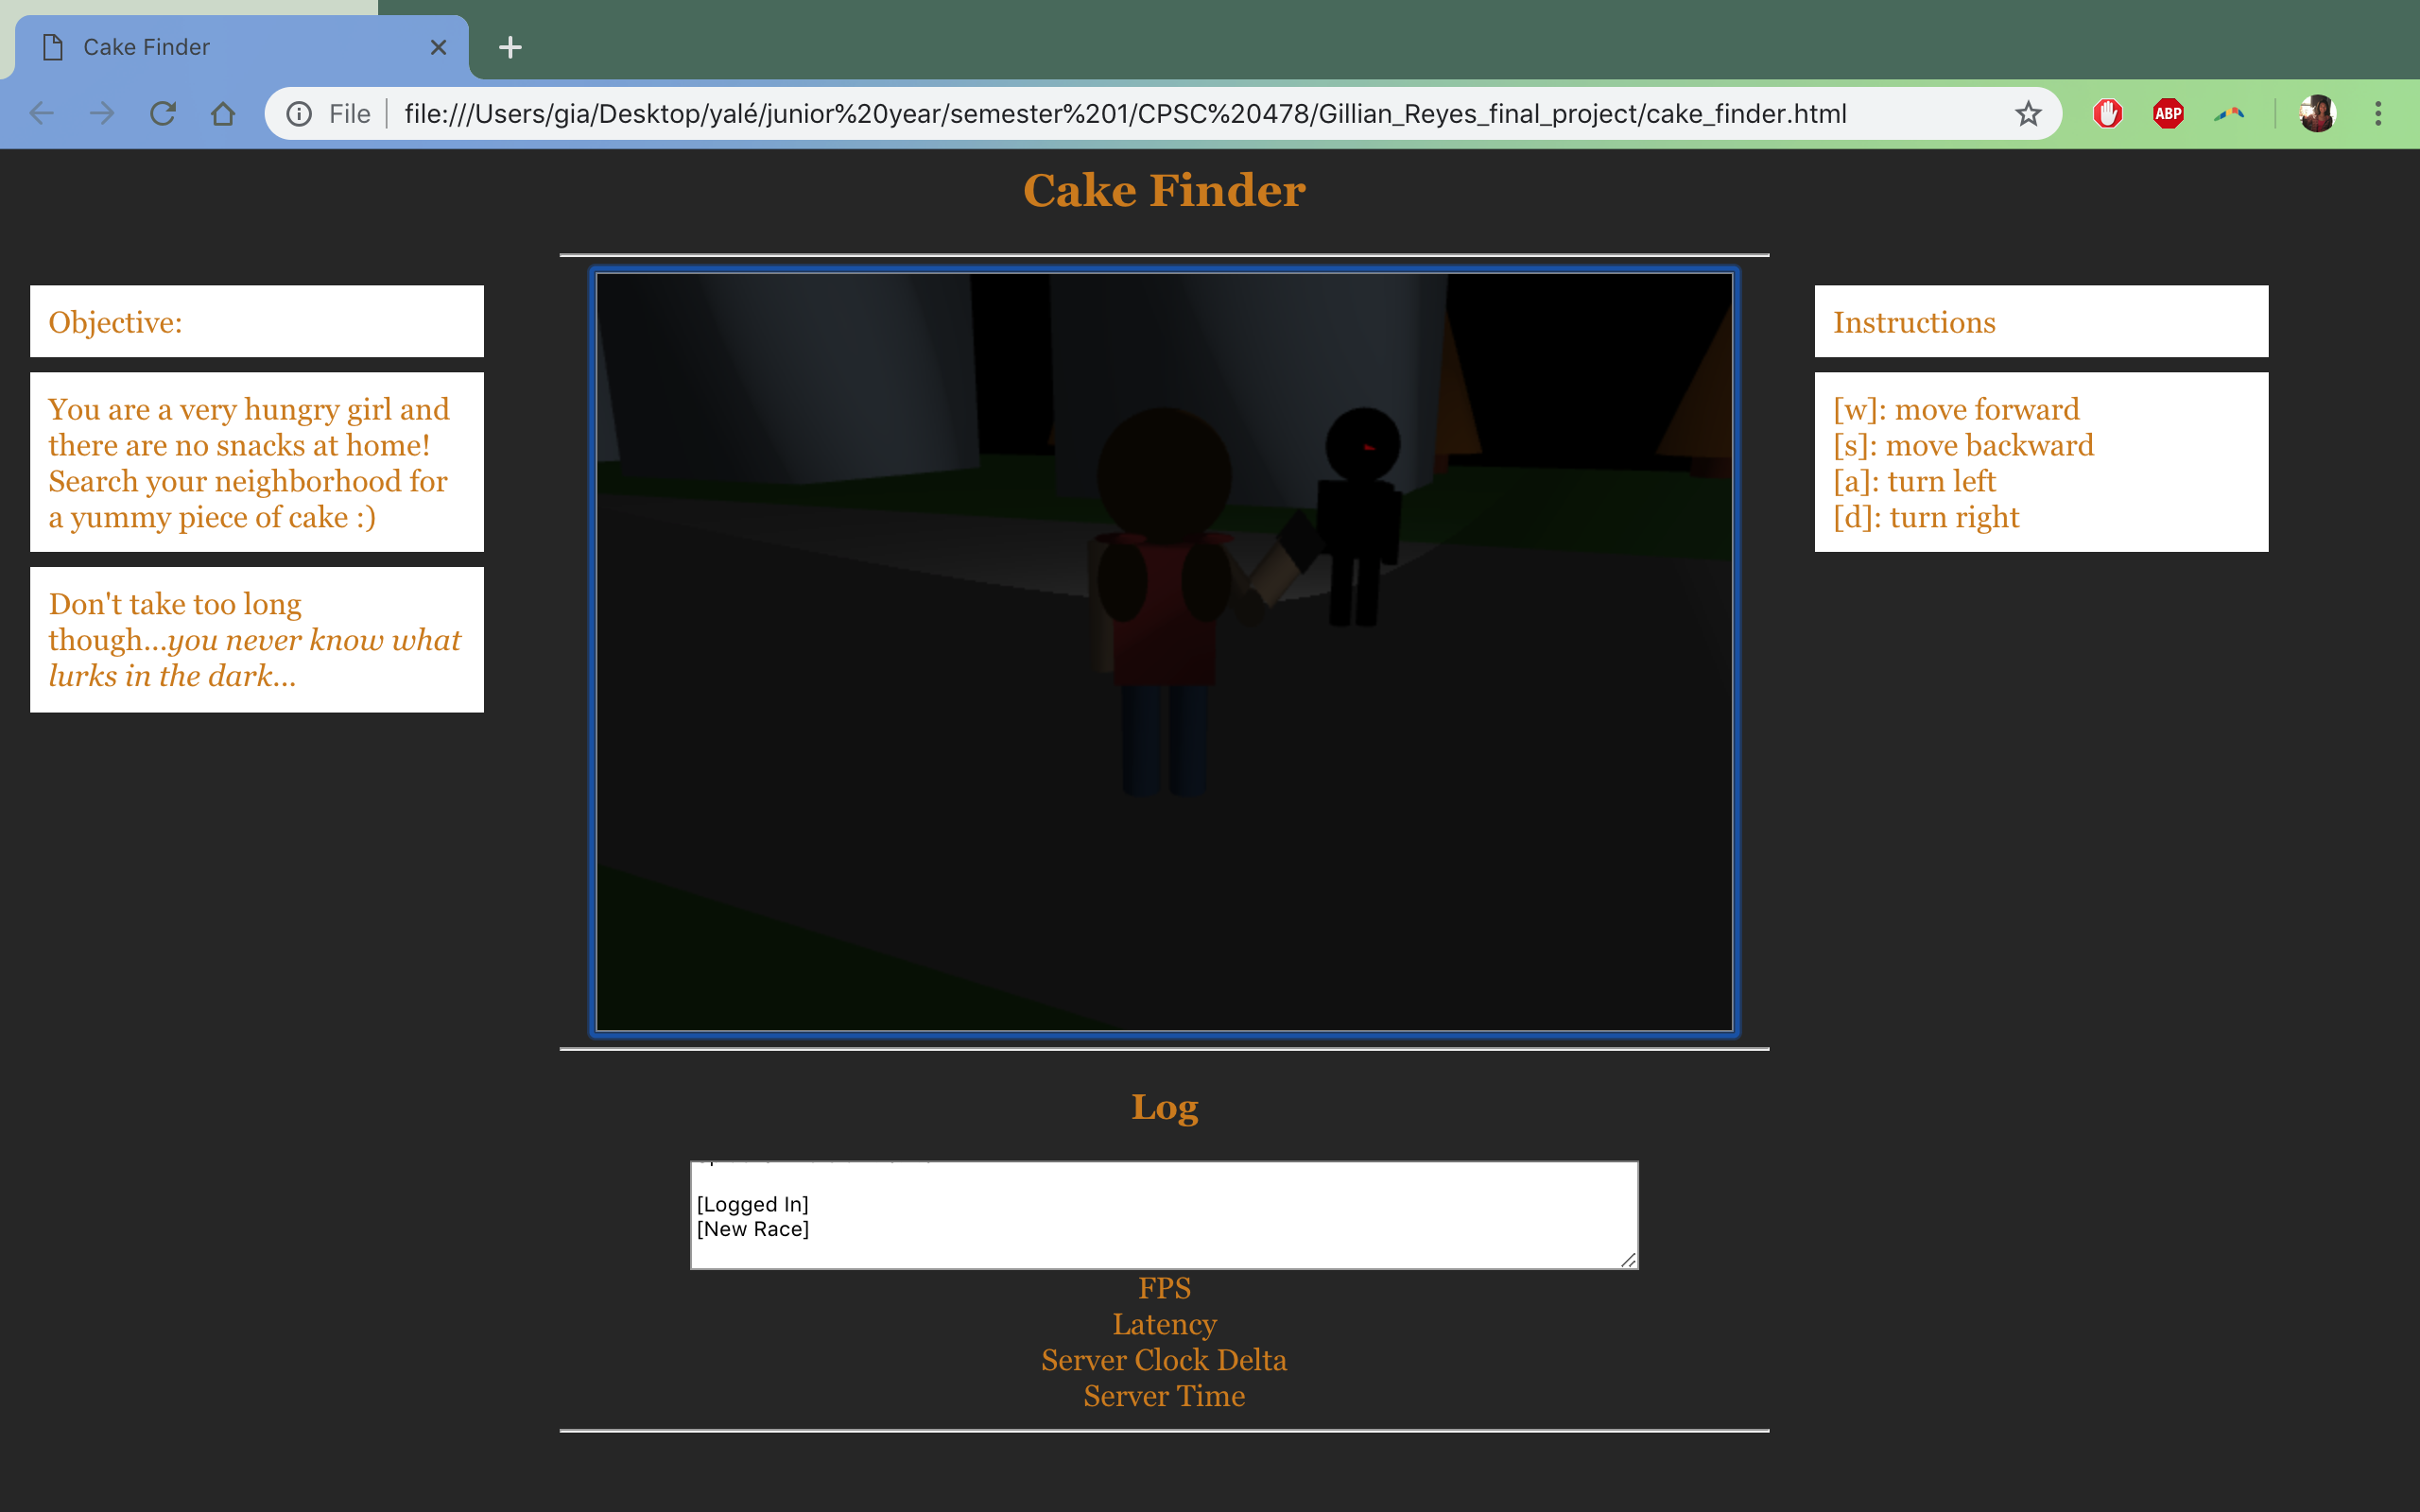 Cake Finder
File
file:///Users/gia/Desktop/yalé/junior%20year/semester%201/CPSC%20478/Gillian_Reyes_final_project/cake_finder.html
ABP
Cake Finder
Objective:
You are a very hungry girl and
there are no snacks at home!
Search your neighborhood for
a yummy piece of cake :)
Don't take too long
though...you never know what
lurks in the dark...
Instructions
[w]: move forward
[s]: move backward
[a]: turn left
[d]: turn right
Log
[Logged In]
[New Race]
FPS
Latency
Server Clock Delta
Server Time